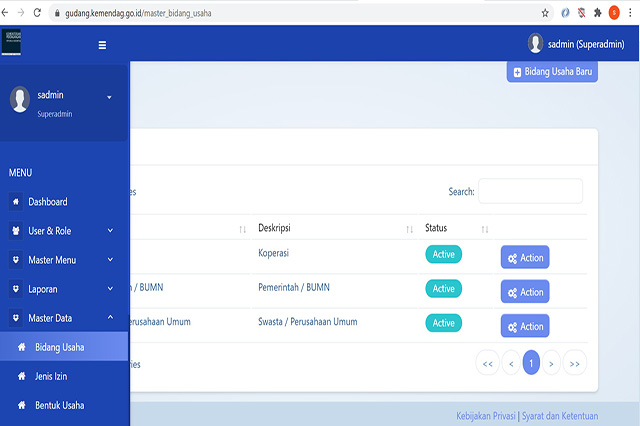 gudang.kemendag.go.id/master_bidang_usaha
S
sadmin (Superadmin)
Bidang Usaha Baru
sadmin
Superadmin
MENU
Dashboard
User & Role
Master Menu
Laporan
Master Data
Bidang Usaha
Jenis Izin
Bentuk Usaha
es
Search:
Deskripsi Status
Koperasi Active Action
/ BUMN Pemerintah / BUMN Active Action
erusahaan Umum Swasta / Perusahaan Umum Active Action
ies
<< < 1 > >>
Kebijakan Privasi | Syarat dan Ketentuan